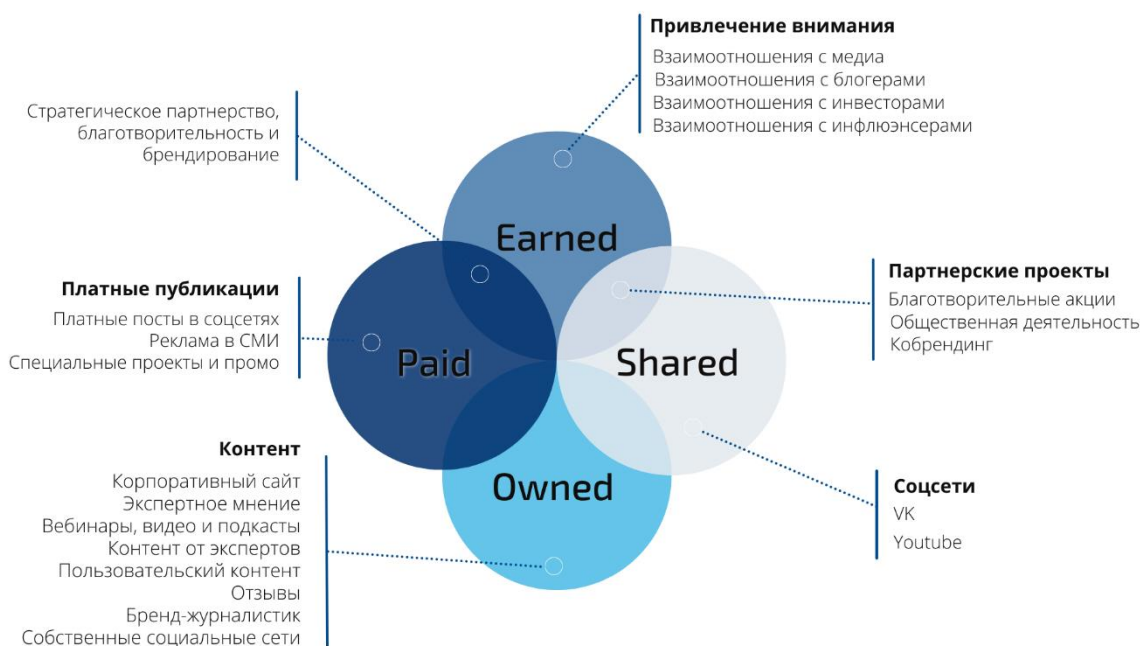 Привлечение внимания
Взаимоотношения с медиа
Взаимоотношения с блогерами
Взаимоотношения с инвесторами
Взаимоотношения с инфлюэнсерами
Стратегическое партнерство,
благотворительность и
брендирование
Earned
Платные публикации
Платные посты в соцсетях
Реклама в СМИ
Специальные проекты и промо
Paid
Shared
Партнерские проекты
Благотворительные акции
Общественная деятельность
Кобрендинг
Контент
Корпоративный сайт
Экспертное мнение
Вебинары, видео и подкасты
Контент от экспертов
Пользовательский контент
Отзывы
Бренд-журналистик
Собственные социальные сети
Owned
Соцсети
VK
Youtube